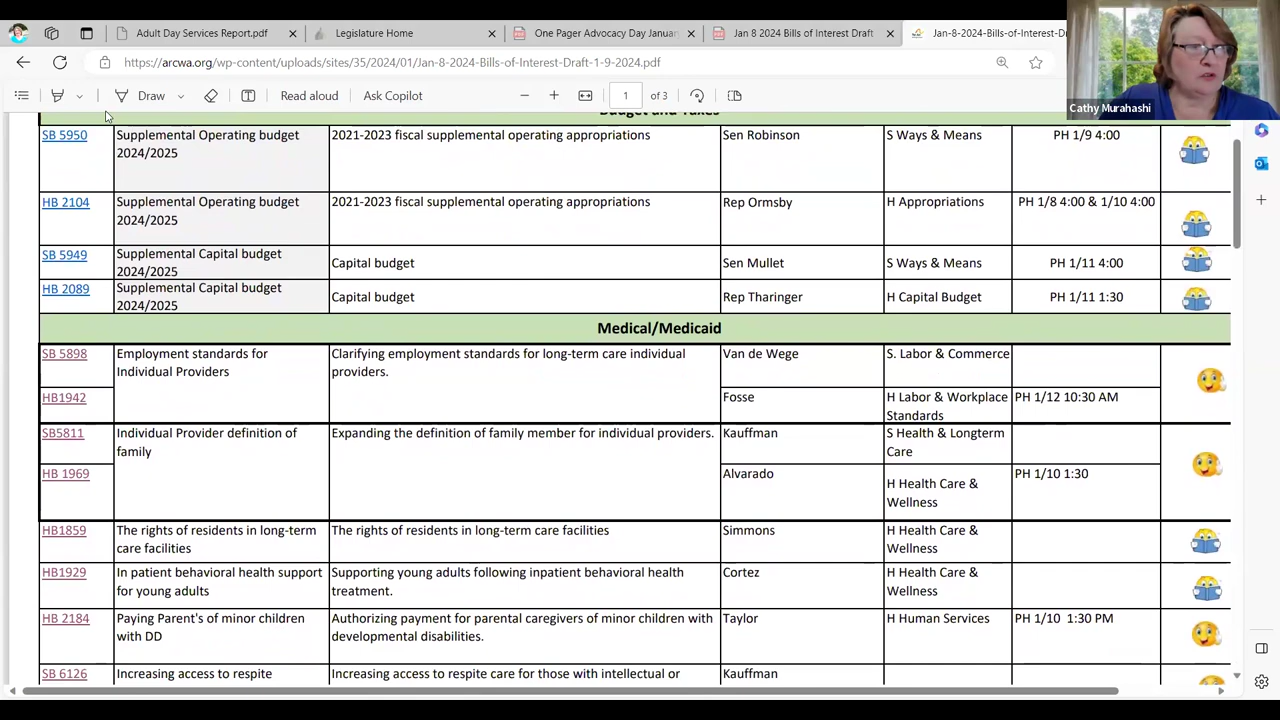 Adult Day Services Report.pdf
Legislature Home
One Pager Advocacy Day Janua
Jan 8 2024 Bills of Interest Draft
Jan-8-2024-Bills-of-Interest-D
https://arcwa.org/wp-content/uploads/sites/35/2024/01/Jan-8-2024-Bills-of-Interest-Draft-1-9-2024.pdf
Draw
Read aloud
Ask Copilot
1
of 3
Cathy Murahashi
Budget and Taxes
SB 5950
Supplemental Operating budget
2024/2025
2021-2023 fiscal supplemental operating appropriations
Sen Robinson
S Ways & Means
PH 1/9 4:00
HB 2104
Supplemental Operating budget
2024/2025
2021-2023 fiscal supplemental operating appropriations
Rep Ormsby
H Appropriations
PH 1/8 4:00 & 1/10 4:00
SB 5949
Supplemental Capital budget
2024/2025
Capital budget
Sen Mullet
S Ways & Means
PH 1/11 4:00
HB 2089
Supplemental Capital budget
2024/2025
Capital budget
Rep Tharinger
H Capital Budget
PH 1/11 1:30
Medical/Medicaid
SB 5898
Employment standards for
Individual Providers
Clarifying employment standards for long-term care individual
providers.
Van de Wege
S. Labor & Commerce
HB1942
Fosse
H Labor & Workplace
Standards
PH 1/12 10:30 AM
SB5811
Individual Provider definition of
family
Expanding the definition of family member for individual providers.
Kauffman
S Health & Longterm
Care
HB 1969
Alvarado
H Health Care &
Wellness
PH 1/10 1:30
HB1859
The rights of residents in long-term
care facilities
The rights of residents in long-term care facilities
Simmons
H Health Care &
Wellness
HB1929
In patient behavioral health support
for young adults
Supporting young adults following inpatient behavioral health
treatment.
Cortez
H Health Care &
Wellness
HB 2184
Paying Parent's of minor children
with DD
Authorizing payment for parental caregivers of minor children with
developmental disabilities.
Taylor
H Human Services
PH 1/10 1:30 PM
SB 6126
Increasing access to respite
Increasing access to respite care for those with intellectual or
Kauffman